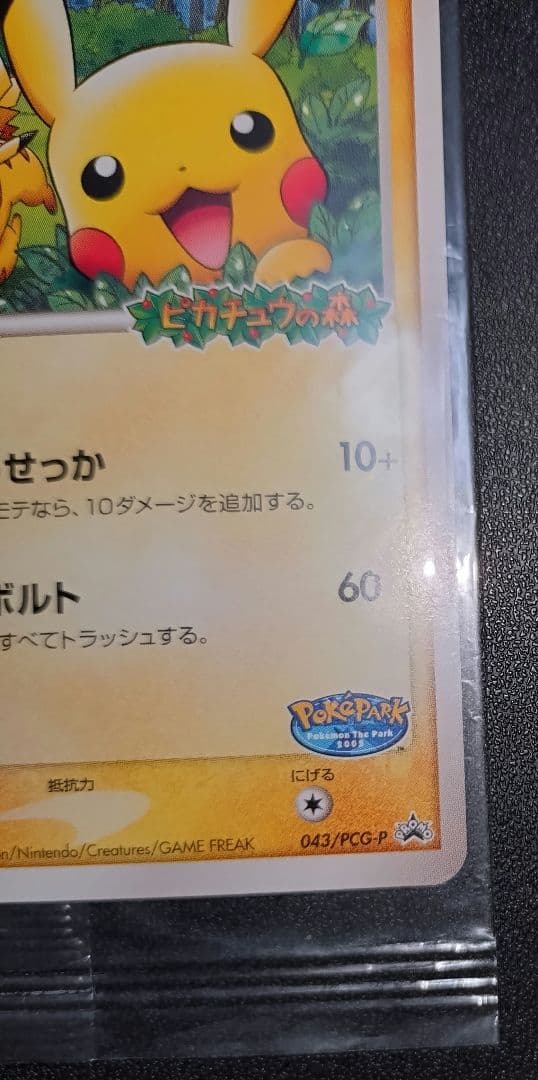 ピカチュウの森
せっか 10+
モテなら、10ダメージを追加する。
ボルト 60
すべてトラッシュする。
POKÉPARK
Pokémon The Park
2005
™
抵抗力 にげる
n/Nintendo/Creatures/GAME FREAK 043/PCG-P PROMO